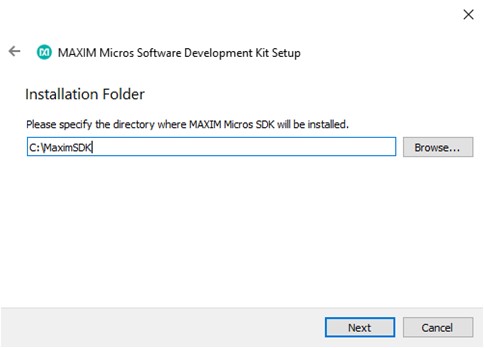 MAXIM Micros Software Development Kit Setup
Installation Folder
Please specify the directory where MAXIM Micros SDK will be installed.
C:\MaximSDK
Browse...
Next
Cancel